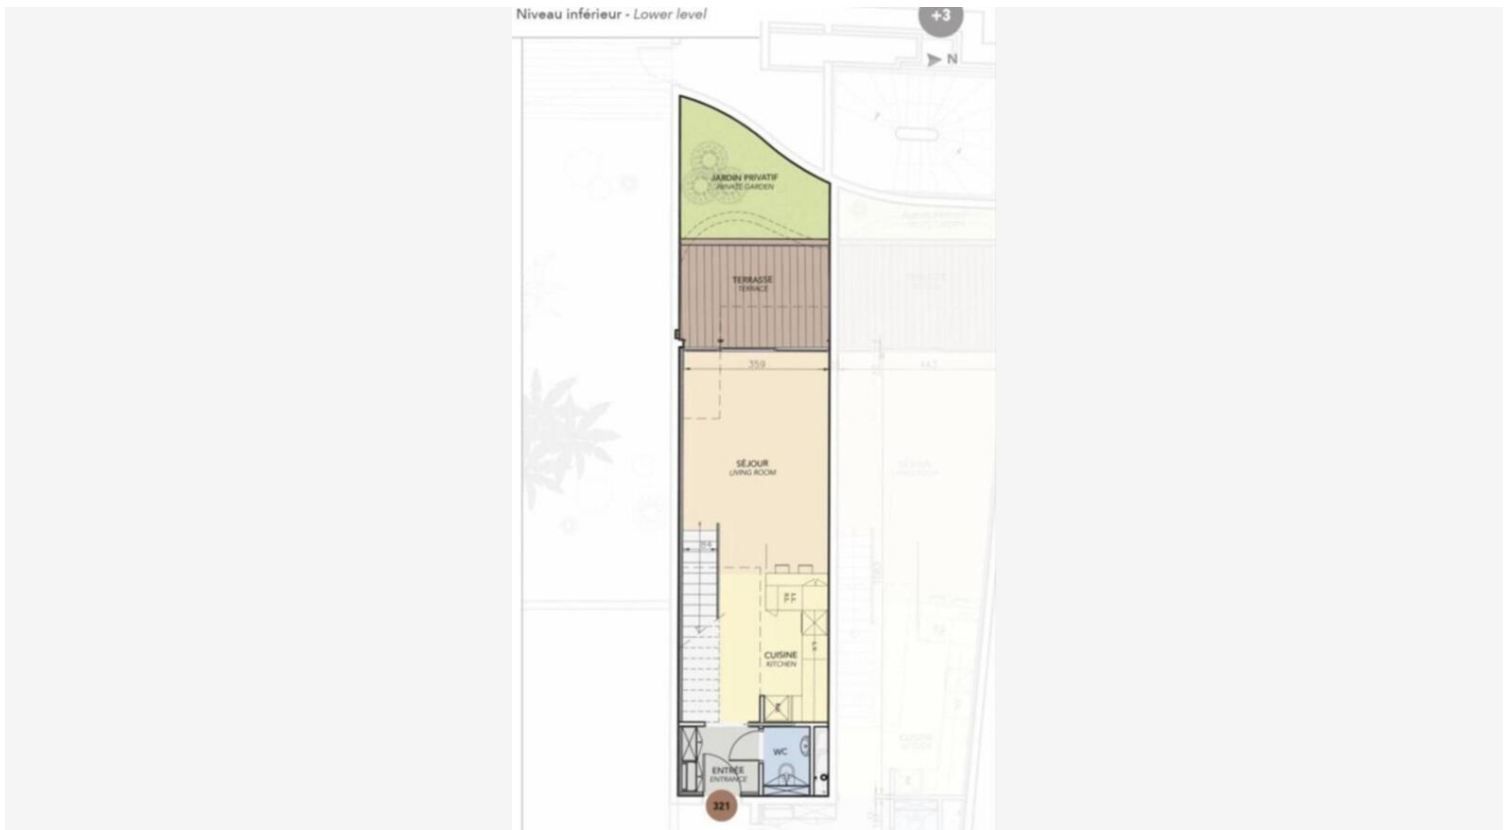 Niveau inférieur - Lower level
+3
N
JARDIN PRIVATIF
PRIVATE GARDEN
TERRASSE
TERRACE
359
443
SÉJOUR
LIVING ROOM
CUISINE
KITCHEN
WC
ENTRÉE
ENTRANCE
321